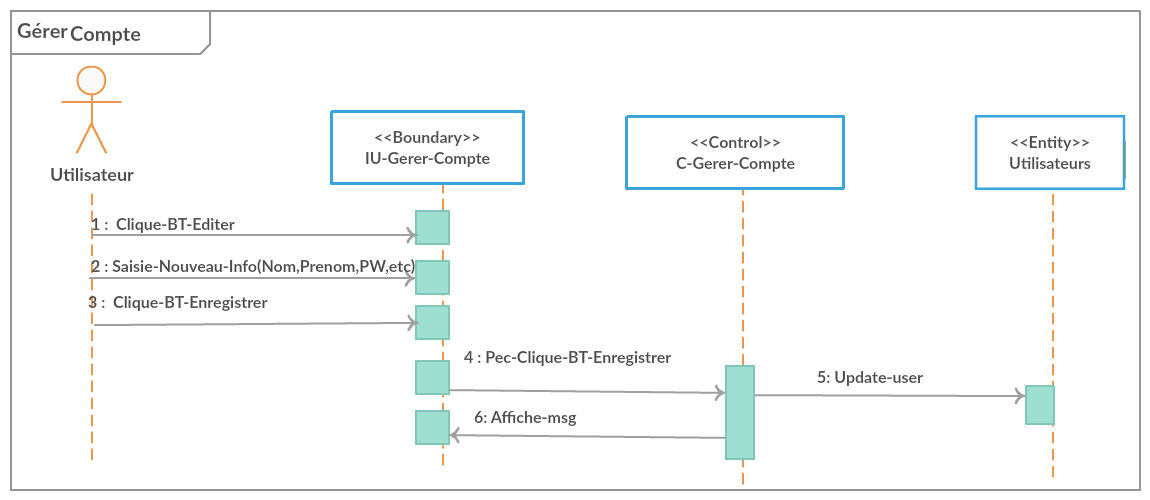 Gérer Compte
<<Boundary>>
IU-Gerer-Compte
<<Control>>
C-Gerer-Compte
<<Entity>>
Utilisateurs
Utilisateur
1 : Clique-BT-Editer
2 : Saisie-Nouveau-Info(Nom,Prenom,PW,etc)
3 : Clique-BT-Enregistrer
4 : Pec-Clique-BT-Enregistrer
5: Update-user
6: Affiche-msg